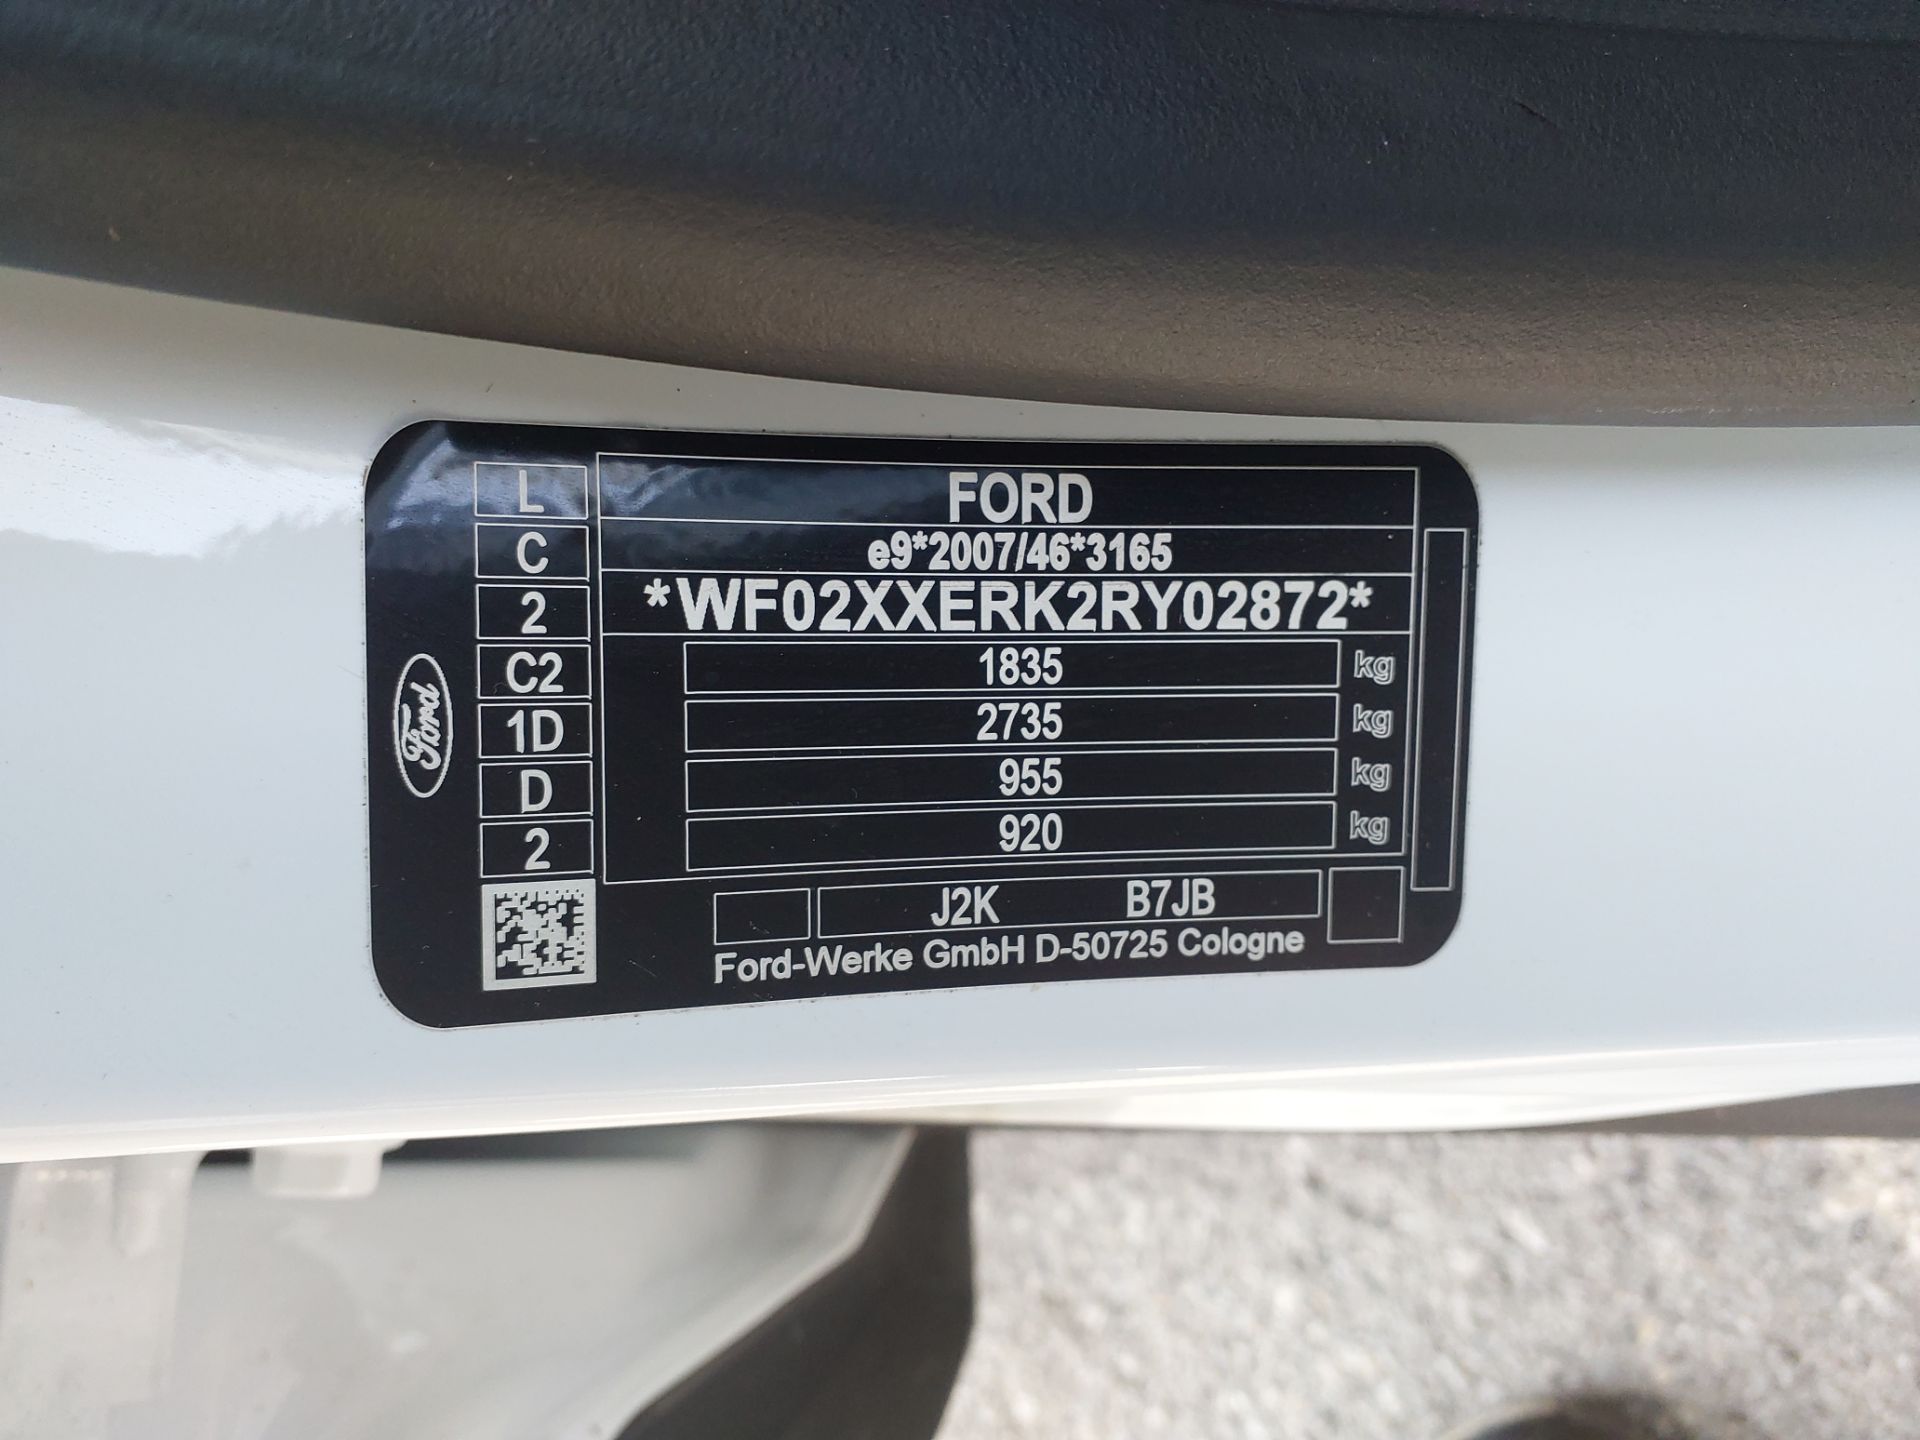 L
FORD
C
e9*2007/46*3165
2
*WF02XXERK2RY02872*
C2
1835 kg
1D
2735 kg
D
955 kg
2
920 kg
Ford
J2K B7JB
Ford-Werke GmbH D-50725 Cologne